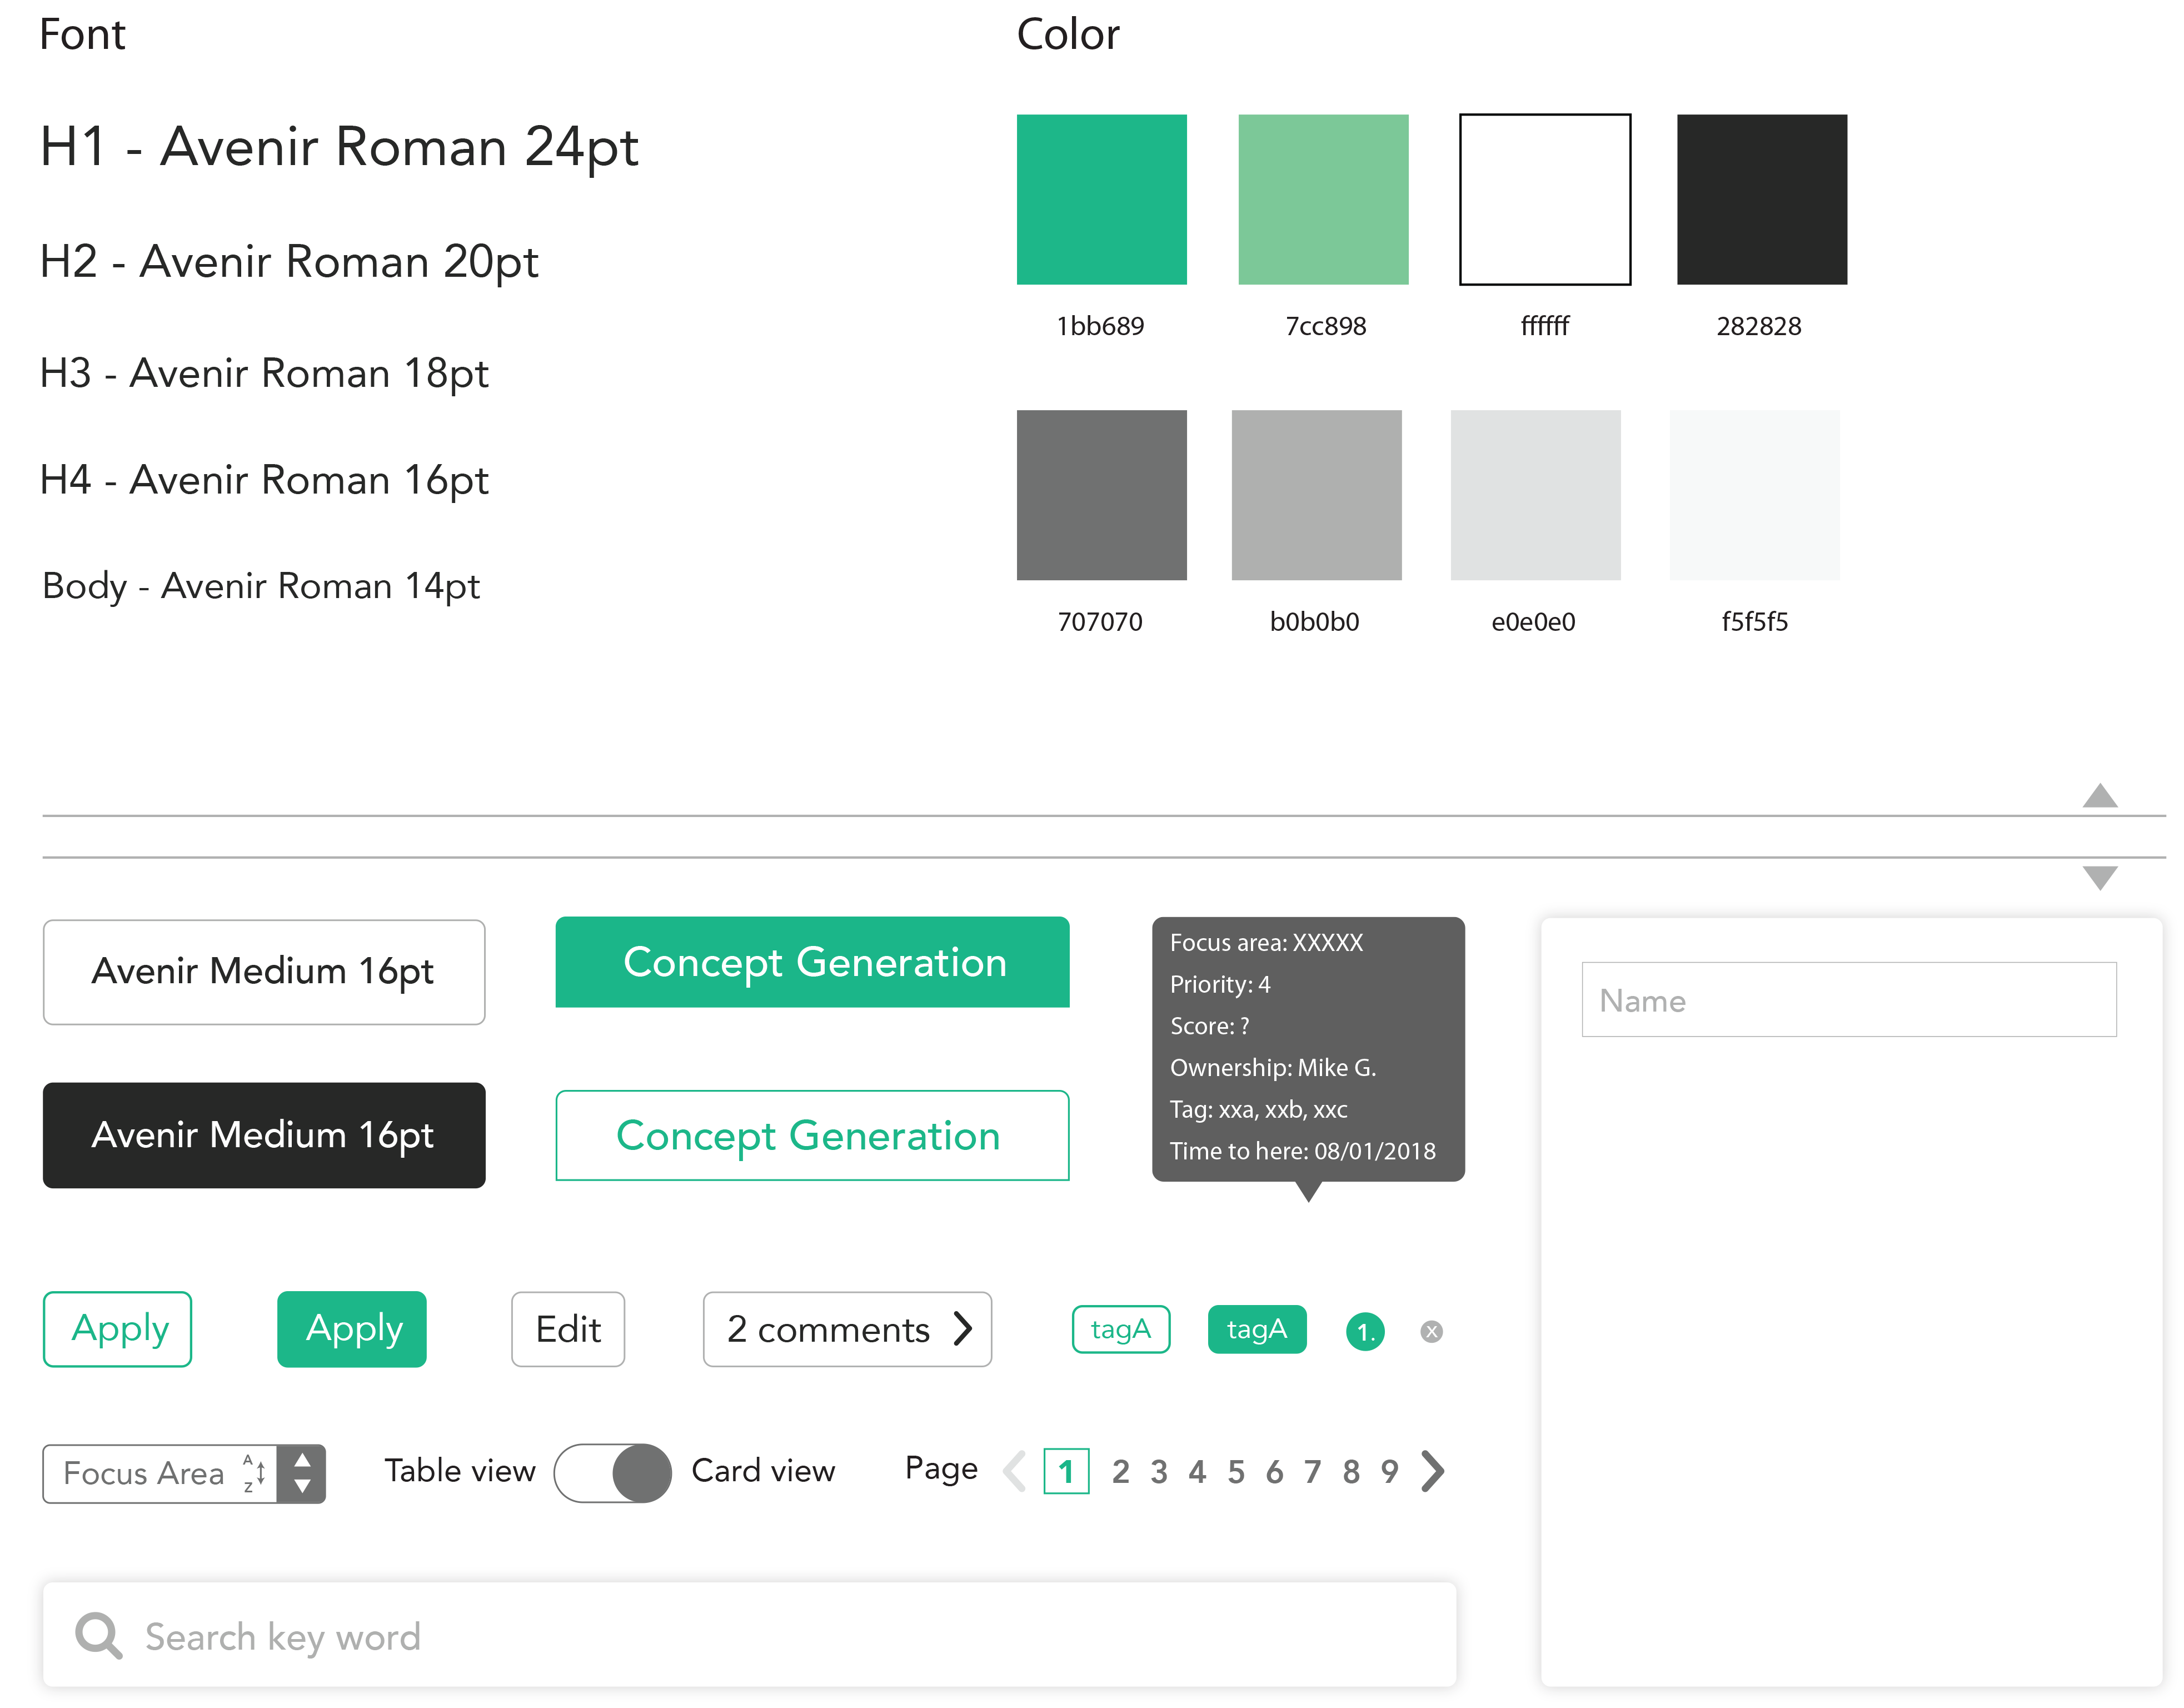 Font
H1 - Avenir Roman 24pt
H2 - Avenir Roman 20pt
H3 - Avenir Roman 18pt
H4 - Avenir Roman 16pt
Body - Avenir Roman 14pt
Color
1bb689 7cc898 ffffff 282828
707070 b0b0b0 e0e0e0 f5f5f5
Avenir Medium 16pt
Avenir Medium 16pt
Concept Generation
Concept Generation
Focus area: XXXXX
Priority: 4
Score: ?
Ownership: Mike G.
Tag: xxa, xxb, xxc
Time to here: 08/01/2018
Name
Apply Apply Edit 2 comments tagA tagA 1. x
Focus Area A z Table view Card view Page 1 2 3 4 5 6 7 8 9
Search key word